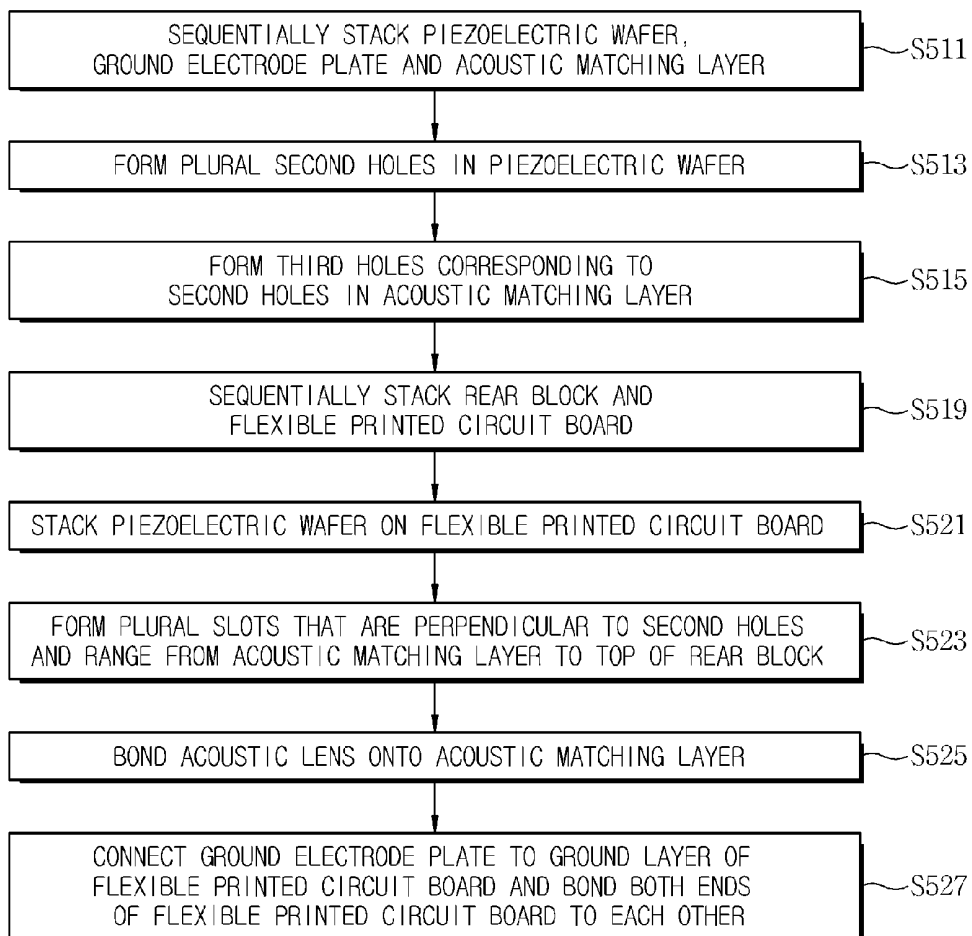 SEQUENTIALLY STACK PIEZOELECTRIC WAFER,
GROUND ELECTRODE PLATE AND ACOUSTIC MATCHING LAYER
S511
FORM PLURAL SECOND HOLES IN PIEZOELECTRIC WAFER
S513
FORM THIRD HOLES CORRESPONDING TO
SECOND HOLES IN ACOUSTIC MATCHING LAYER
S515
SEQUENTIALLY STACK REAR BLOCK AND
FLEXIBLE PRINTED CIRCUIT BOARD
S519
STACK PIEZOELECTRIC WAFER ON FLEXIBLE PRINTED CIRCUIT BOARD
S521
FORM PLURAL SLOTS THAT ARE PERPENDICULAR TO SECOND HOLES
AND RANGE FROM ACOUSTIC MATCHING LAYER TO TOP OF REAR BLOCK
S523
BOND ACOUSTIC LENS ONTO ACOUSTIC MATCHING LAYER
S525
CONNECT GROUND ELECTRODE PLATE TO GROUND LAYER OF
FLEXIBLE PRINTED CIRCUIT BOARD AND BOND BOTH ENDS
OF FLEXIBLE PRINTED CIRCUIT BOARD TO EACH OTHER
S527